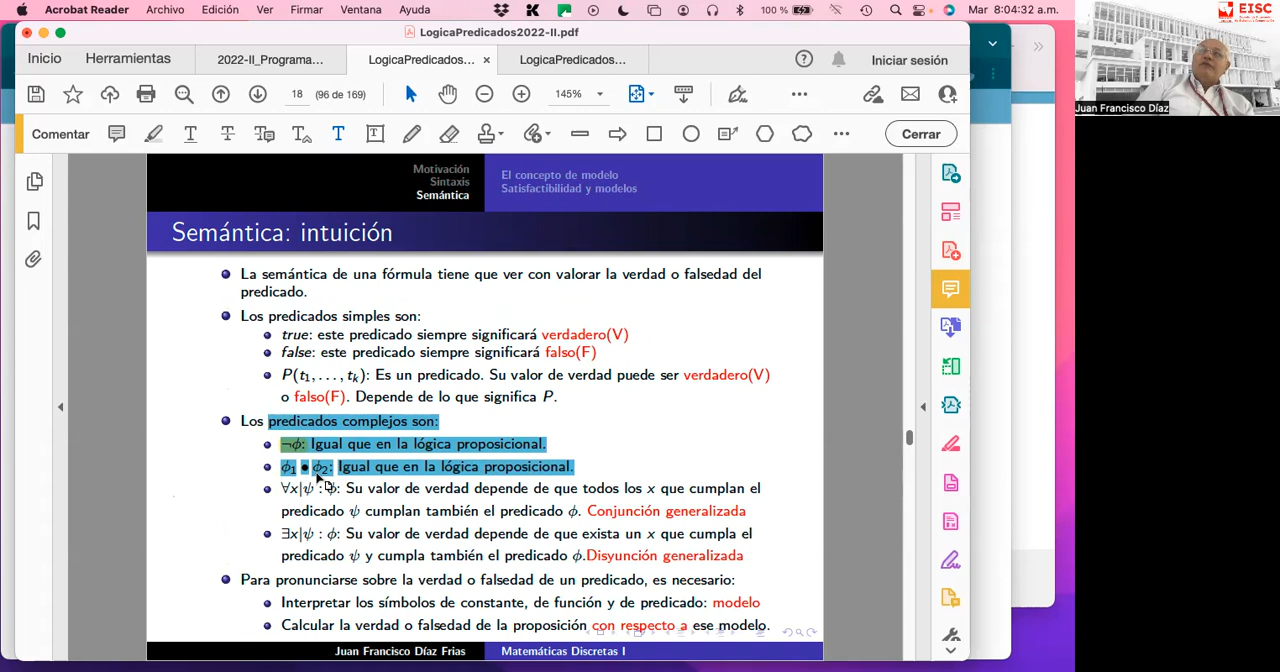 Acrobat Reader Archivo Edición Ver Firmar Ventana Ayuda 100 % Mar 8:04:32 a.m.
LogicaPredicados2022-II.pdf
Inicio Herramientas 2022-II_Programa... LogicaPredicados... × LogicaPredicados... Iniciar sesión
18 (96 de 169) 145%
Comentar Cerrar
Motivación
Sintaxis
Semántica
El concepto de modelo
Satisfactibilidad y modelos
Semántica: intuición
La semántica de una fórmula tiene que ver con valorar la verdad o falsedad del
predicado.
Los predicados simples son:
true: este predicado siempre significará verdadero(V)
false: este predicado siempre significará falso(F)
P(t₁, . . . , tₖ): Es un predicado. Su valor de verdad puede ser verdadero(V)
o falso(F). Depende de lo que significa P.
Los predicados complejos son:
¬ϕ: Igual que en la lógica proposicional.
ϕ₁ • ϕ₂: Igual que en la lógica proposicional.
∀x|ψ : ϕ: Su valor de verdad depende de que todos los x que cumplan el
predicado ψ cumplan también el predicado ϕ. Conjunción generalizada
∃x|ψ : ϕ: Su valor de verdad depende de que exista un x que cumpla el
predicado ψ y cumpla también el predicado ϕ.Disyunción generalizada
Para pronunciarse sobre la verdad o falsedad de un predicado, es necesario:
Interpretar los símbolos de constante, de función y de predicado: modelo
Calcular la verdad o falsedad de la proposición con respecto a ese modelo.
Juan Francisco Díaz Frias Matemáticas Discretas I
EISC
Juan Francisco Díaz